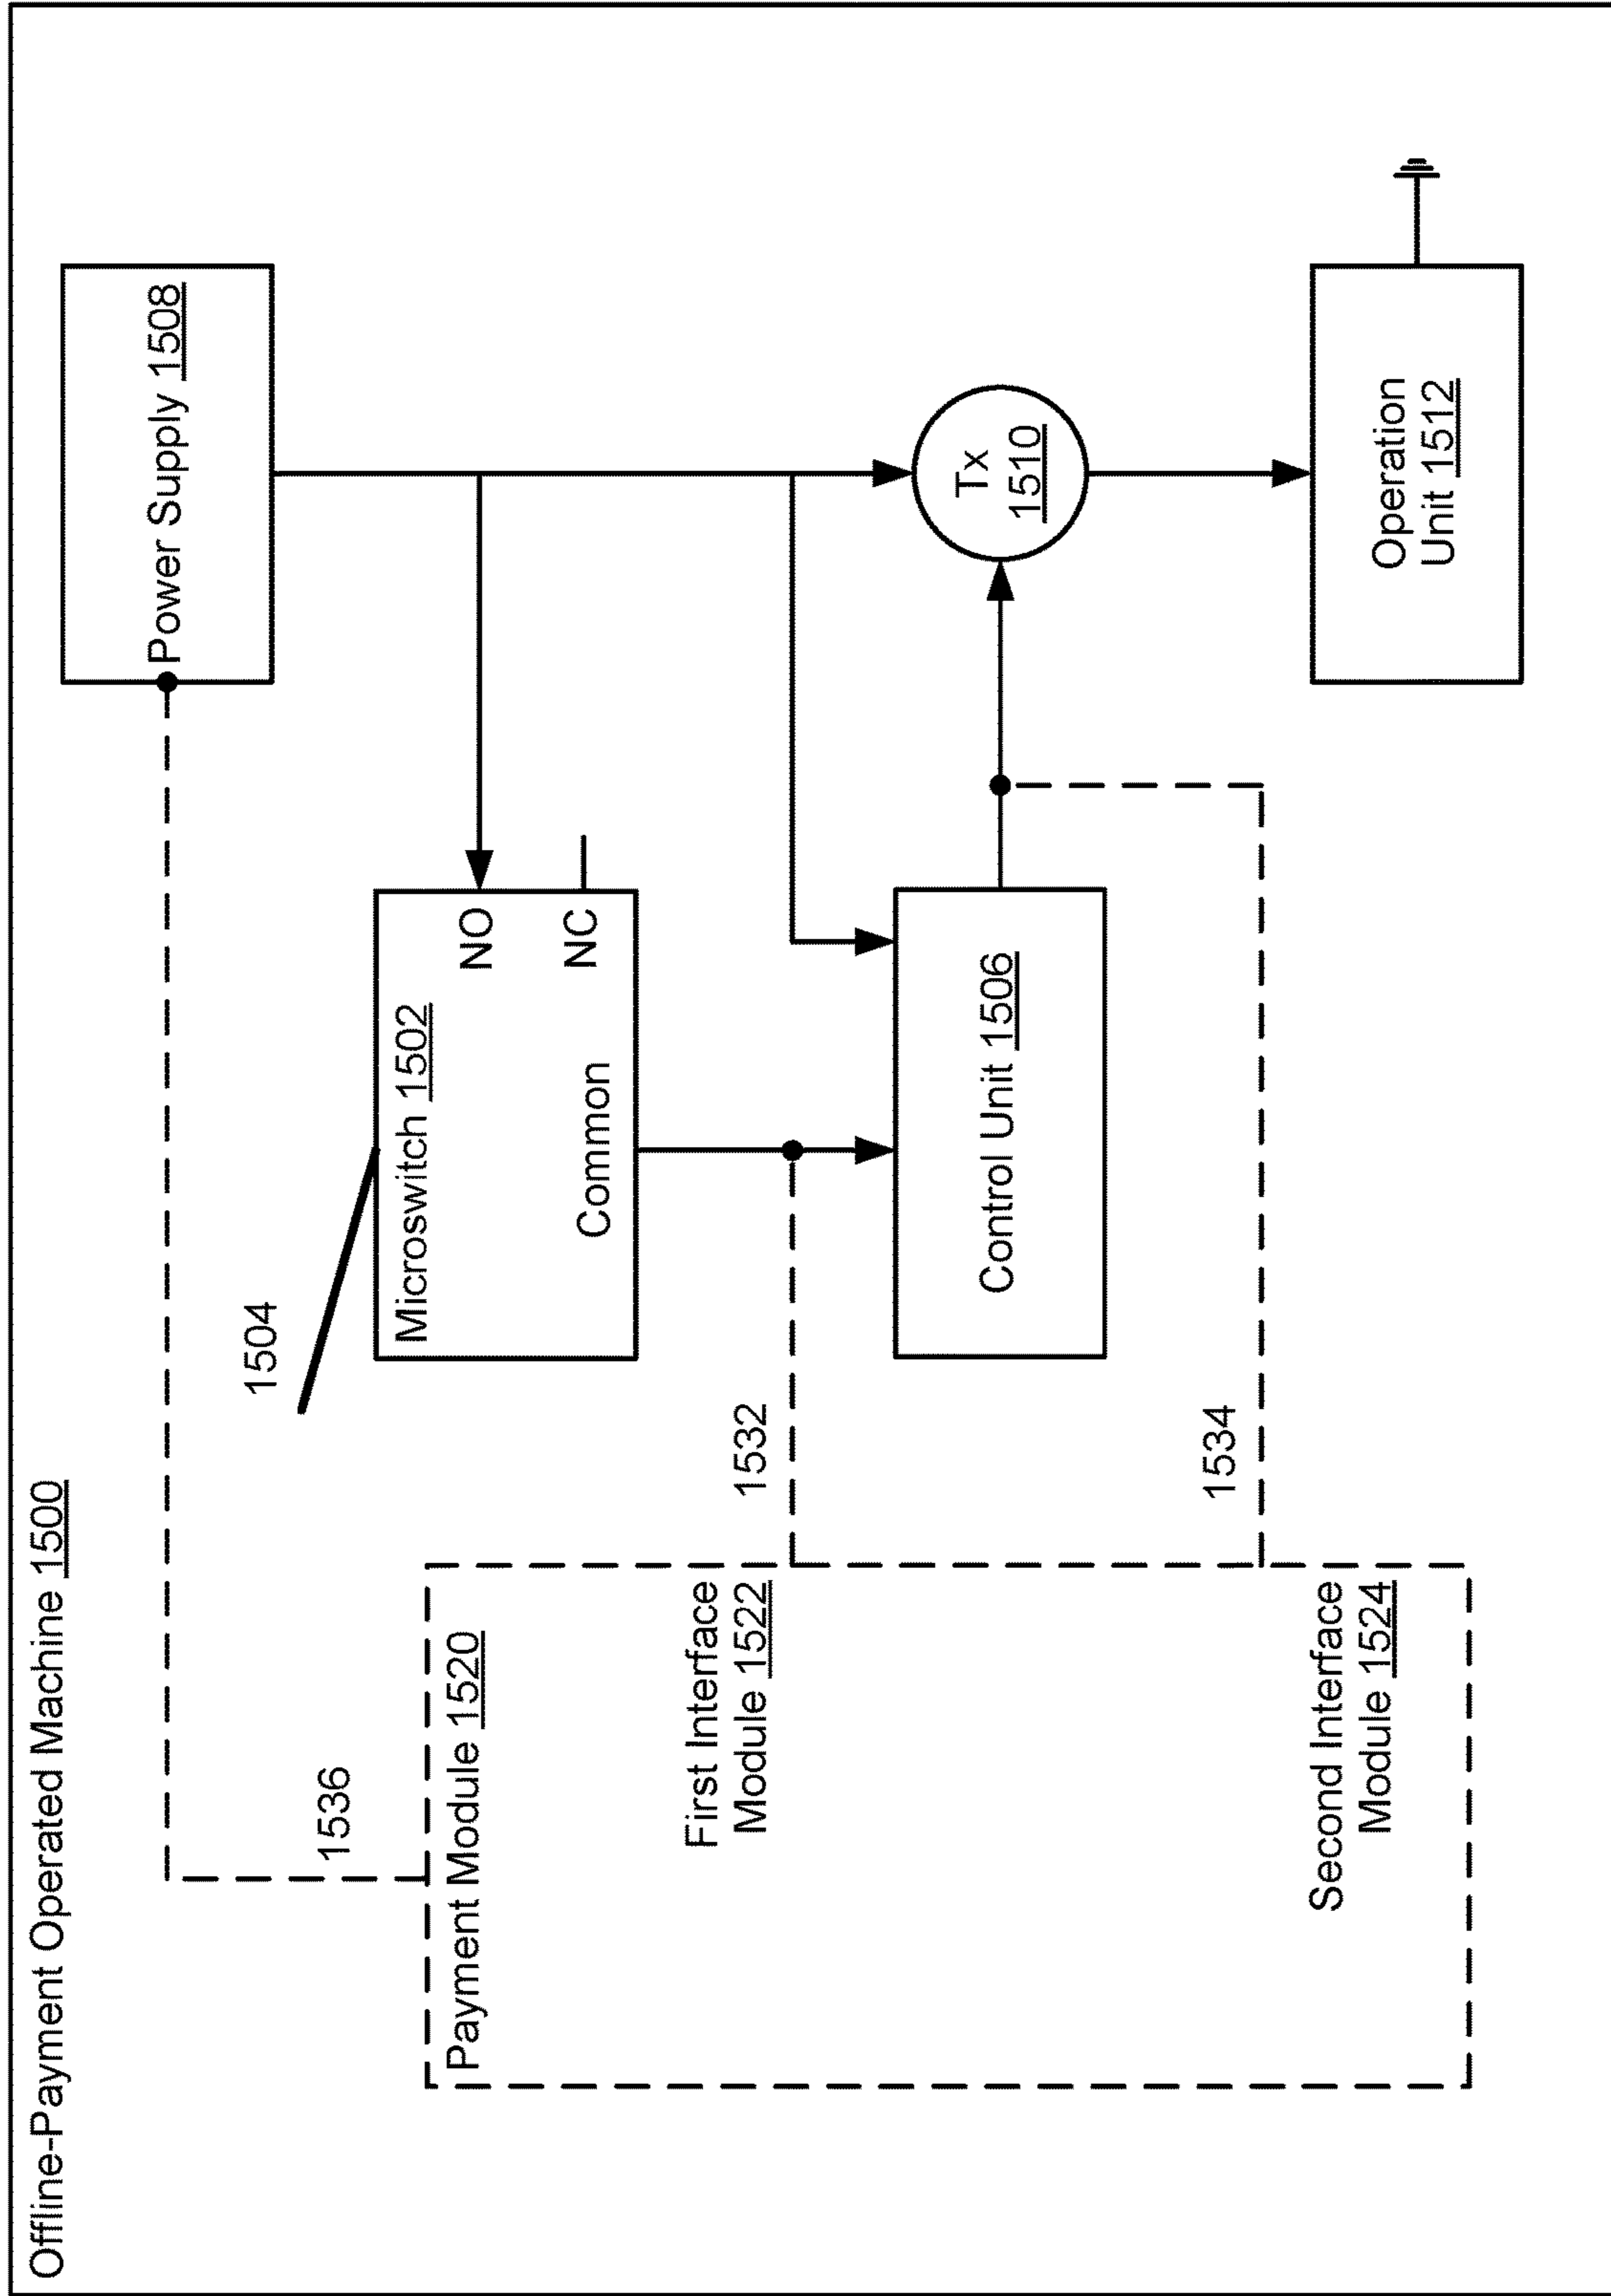 Offline-Payment Operated Machine 1500
Power Supply 1508
1536
1504
Payment Module 1520
Microswitch 1502
NO
NC
Common
First Interface
Module 1522
1532
Tx
1510
Control Unit 1506
1534
Second Interface
Module 1524
Operation
Unit 1512